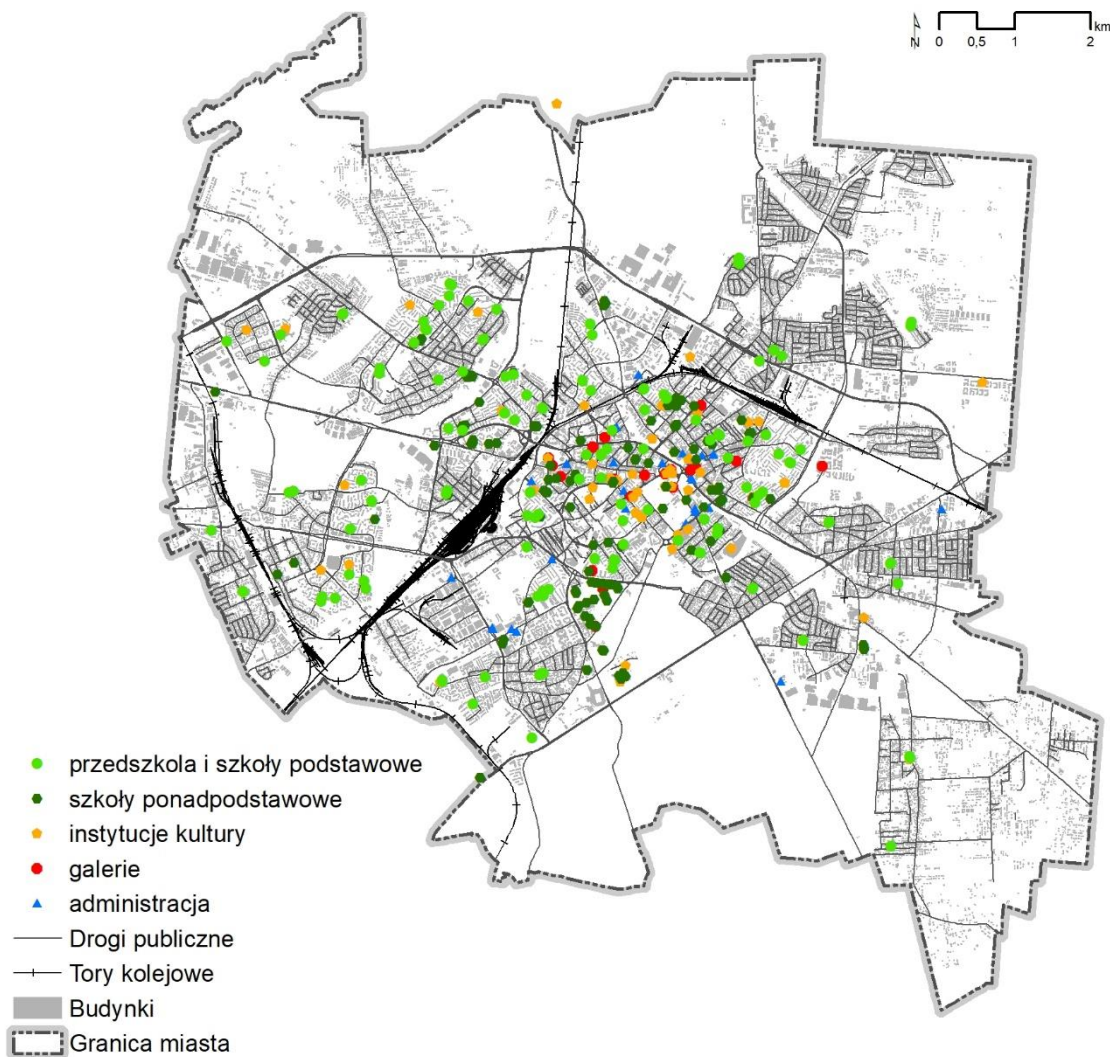 km
N 0 0,5 1 2
przedszkola i szkoły podstawowe
szkoły ponadpodstawowe
instytucje kultury
galerie
administracja
Drogi publiczne
Tory kolejowe
Budynki
Granica miasta